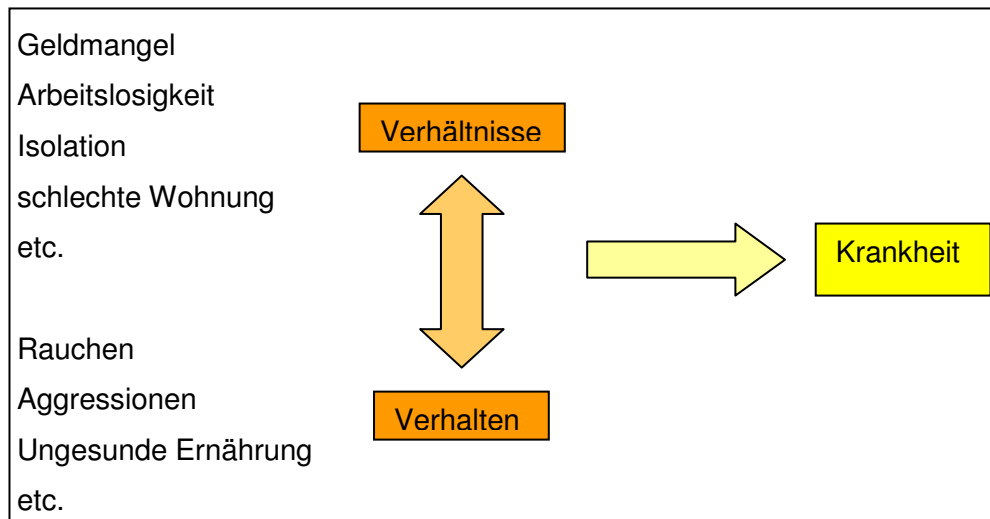 Geldmangel
Arbeitslosigkeit
Isolation
schlechte Wohnung
etc.
Rauchen
Aggressionen
Ungesunde Ernährung
etc.
Verhältnisse
Verhalten
Krankheit